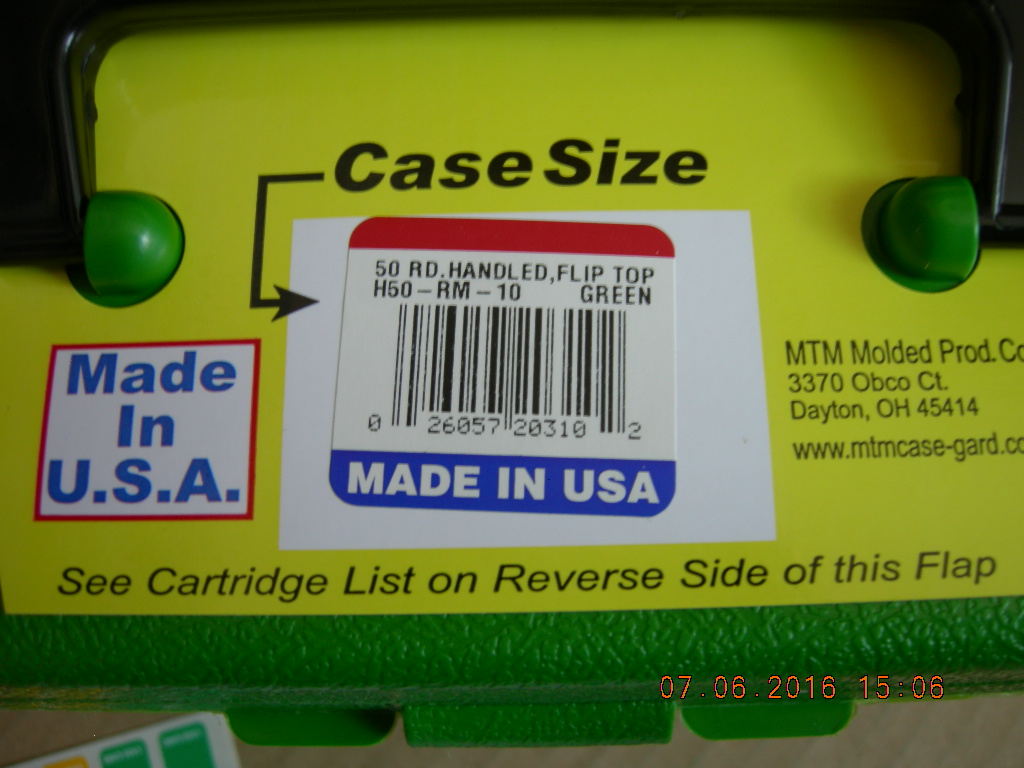 Case Size
50 RD.HANDLED,FLIP TOP
H50-RM-10 GREEN
0 26057 20310 2
MADE IN USA
Made
In
U.S.A.
MTM Molded Prod. Co
3370 Obco Ct.
Dayton, OH 45414
www.mtmcase-gard.co
See Cartridge List on Reverse Side of this Flap
07.06.2016 15:06